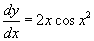 dy/dx = 2x cos x²